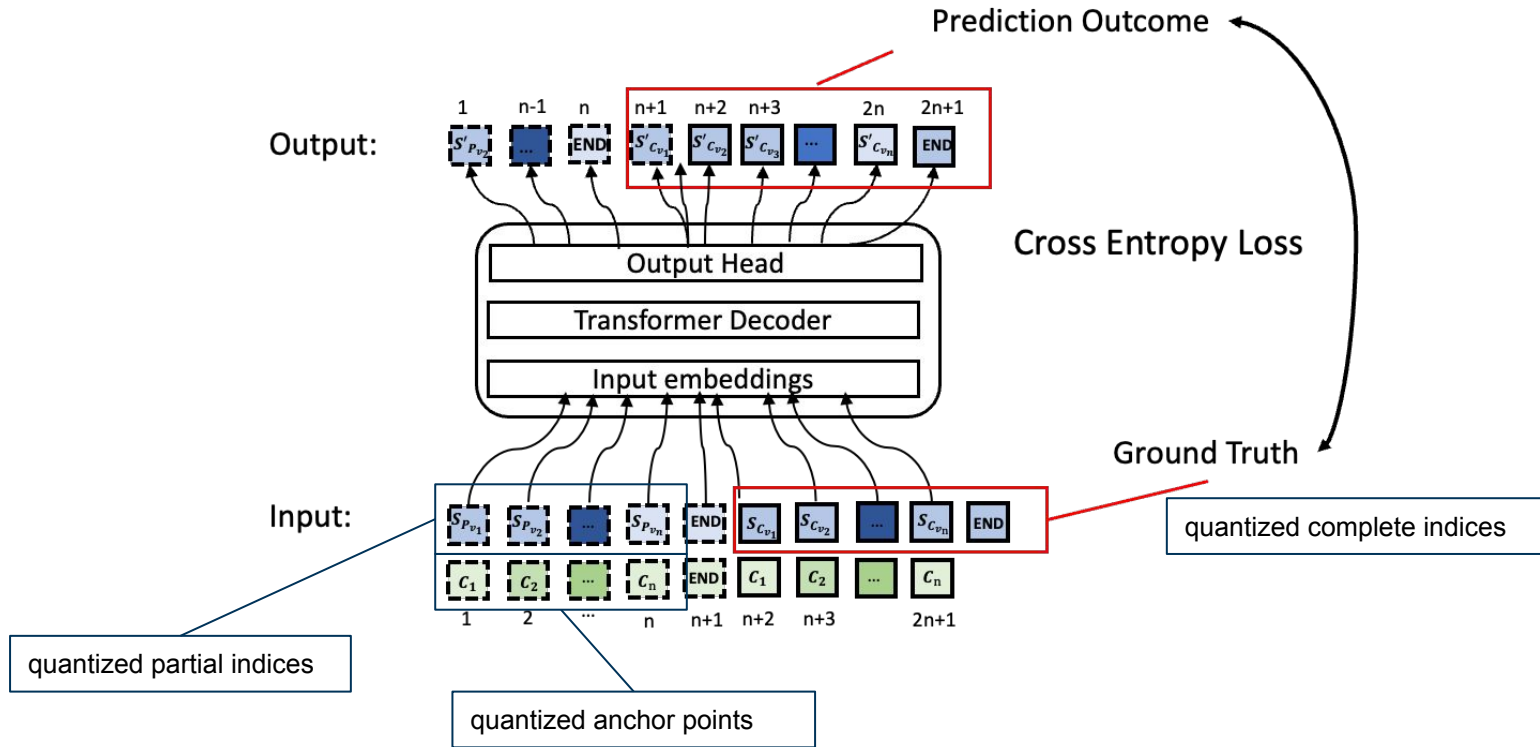 Prediction Outcome
1 n-1 n n+1 n+2 n+3 2n 2n+1
Output: S'Pv2 ... END S'Cv1 S'Cv2 S'Cv3 ... S'Cvn END
Cross Entropy Loss
Output Head
Transformer Decoder
Input embeddings
Ground Truth
Input: SPv1 SPv2 ... SPvn END SCv1 SCv2 ... SCvn END
quantized complete indices
C1 C2 ... Cn END C1 C2 ... Cn
1 2 ... n n+1 n+2 n+3 2n+1
quantized partial indices
quantized anchor points